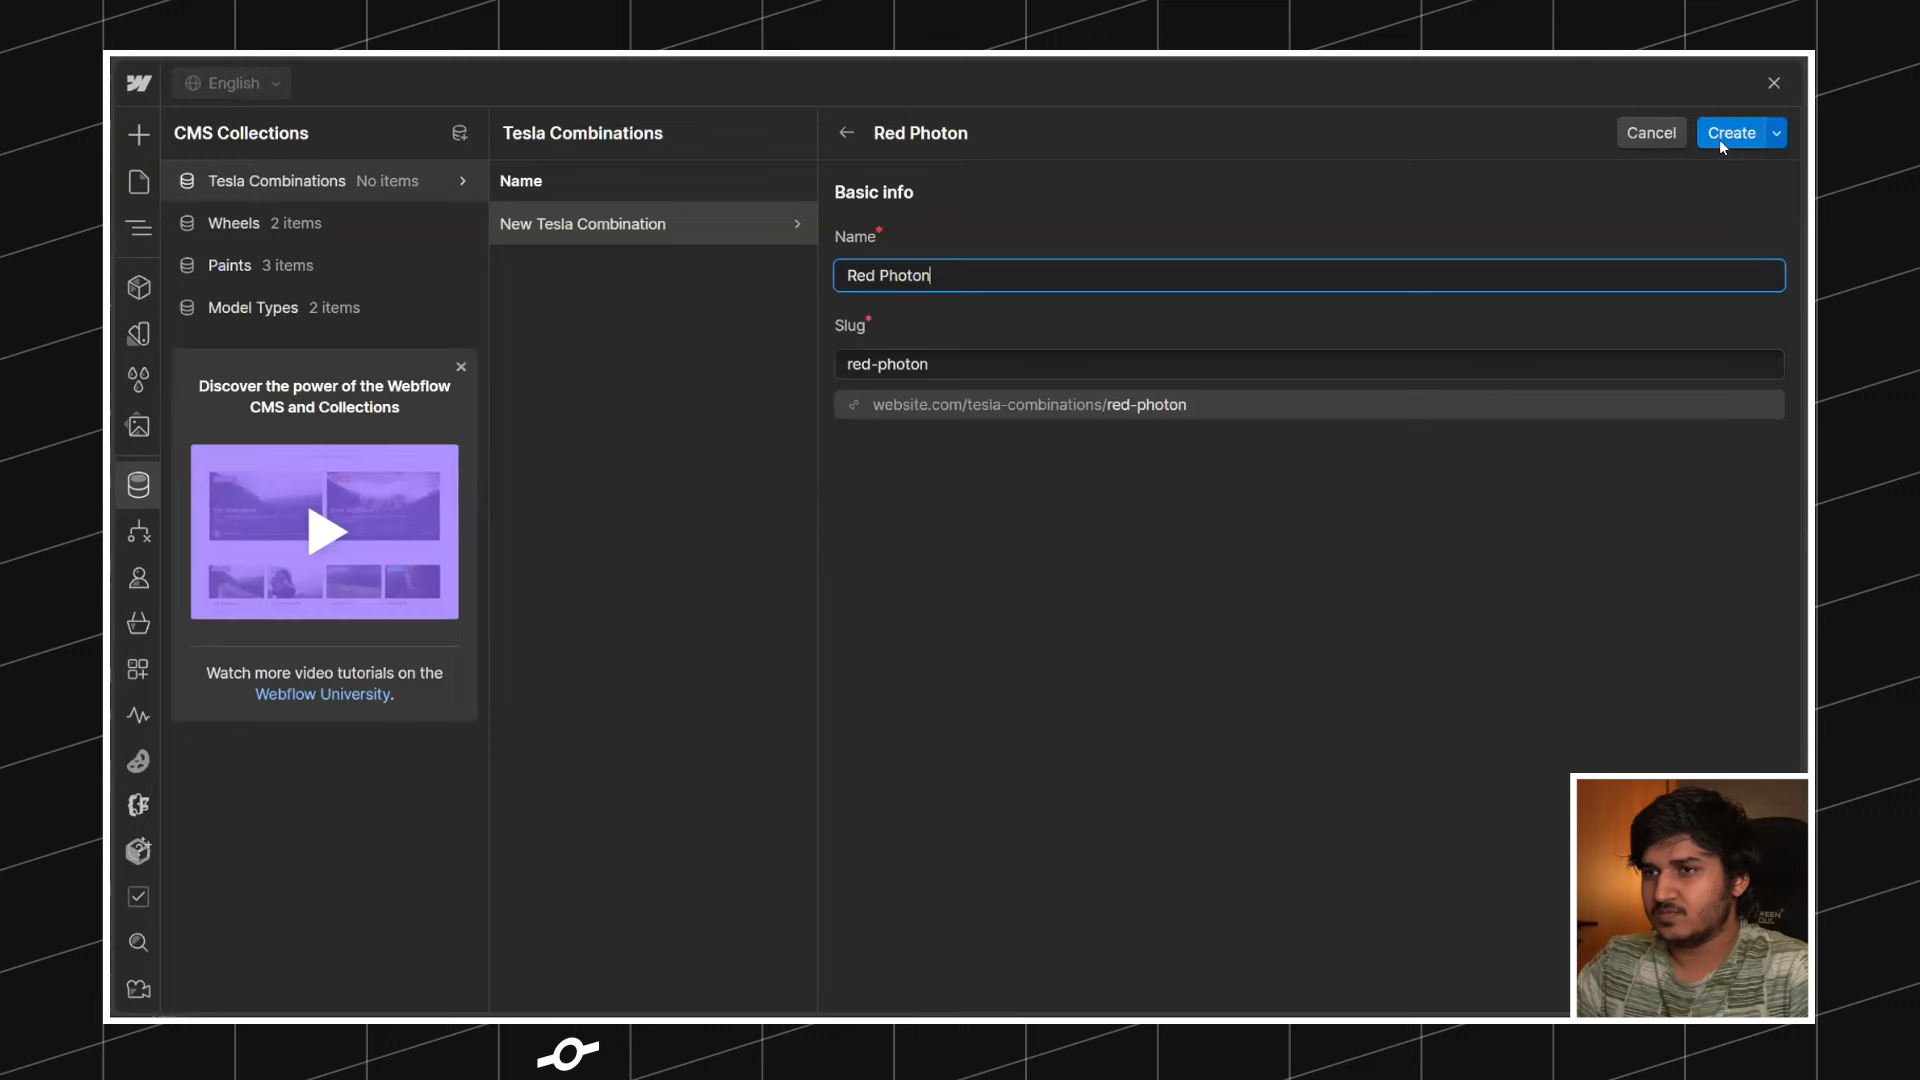 English
CMS Collections
Tesla Combinations
Red Photon
Cancel
Create
Tesla Combinations No items
Wheels 2 items
Paints 3 items
Model Types 2 items
Name
New Tesla Combination
Basic info
Name*
Red Photon
Slug*
red-photon
website.com/tesla-combinations/red-photon
Discover the power of the Webflow
CMS and Collections
Watch more video tutorials on the
Webflow University.